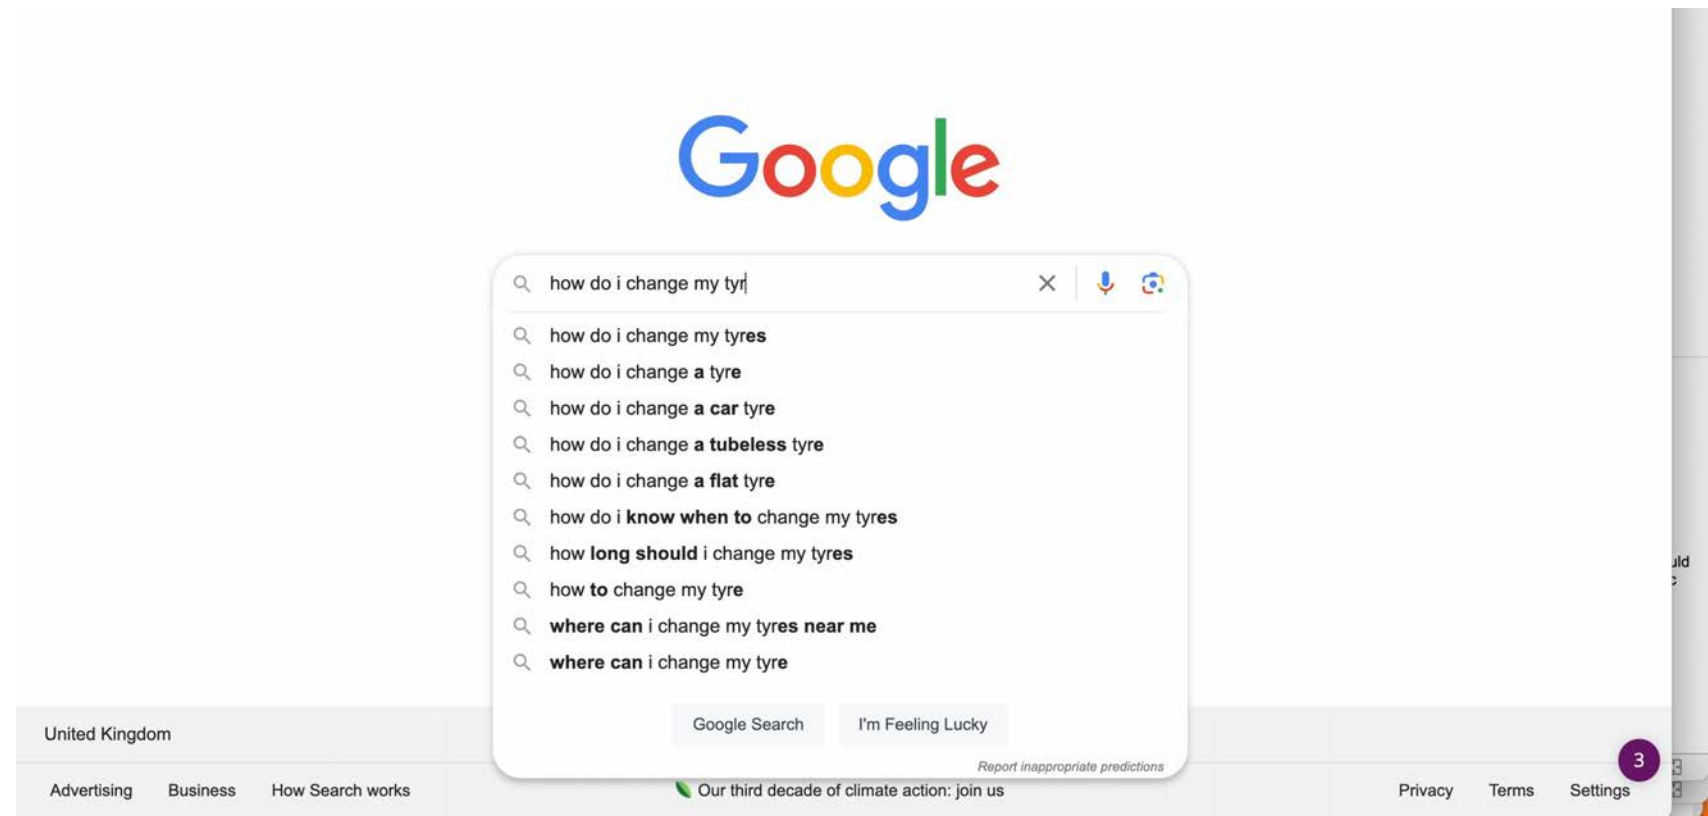 Google
how do i change my tyr
how do i change my tyres
how do i change a tyre
how do i change a car tyre
how do i change a tubeless tyre
how do i change a flat tyre
how do i know when to change my tyres
how long should i change my tyres
how to change my tyre
where can i change my tyres near me
where can i change my tyre
Google Search I'm Feeling Lucky
Report inappropriate predictions
United Kingdom
Advertising Business How Search works Our third decade of climate action: join us Privacy Terms Settings
3